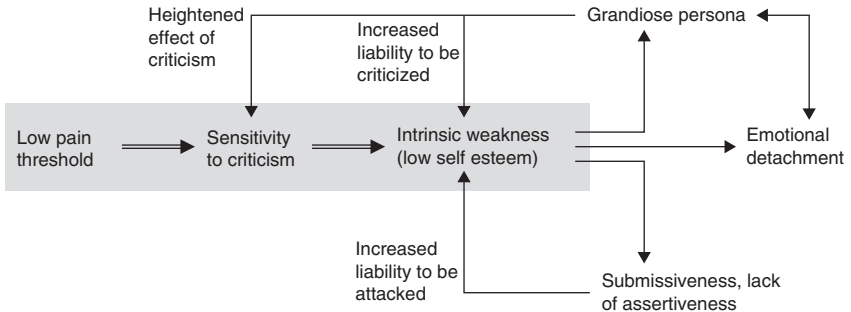 Heightened
effect of
criticism
Increased
liability to be
criticized
Grandiose persona
Low pain
threshold
Sensitivity
to criticism
Intrinsic weakness
(low self esteem)
Emotional
detachment
Increased
liability to be
attacked
Submissiveness, lack
of assertiveness